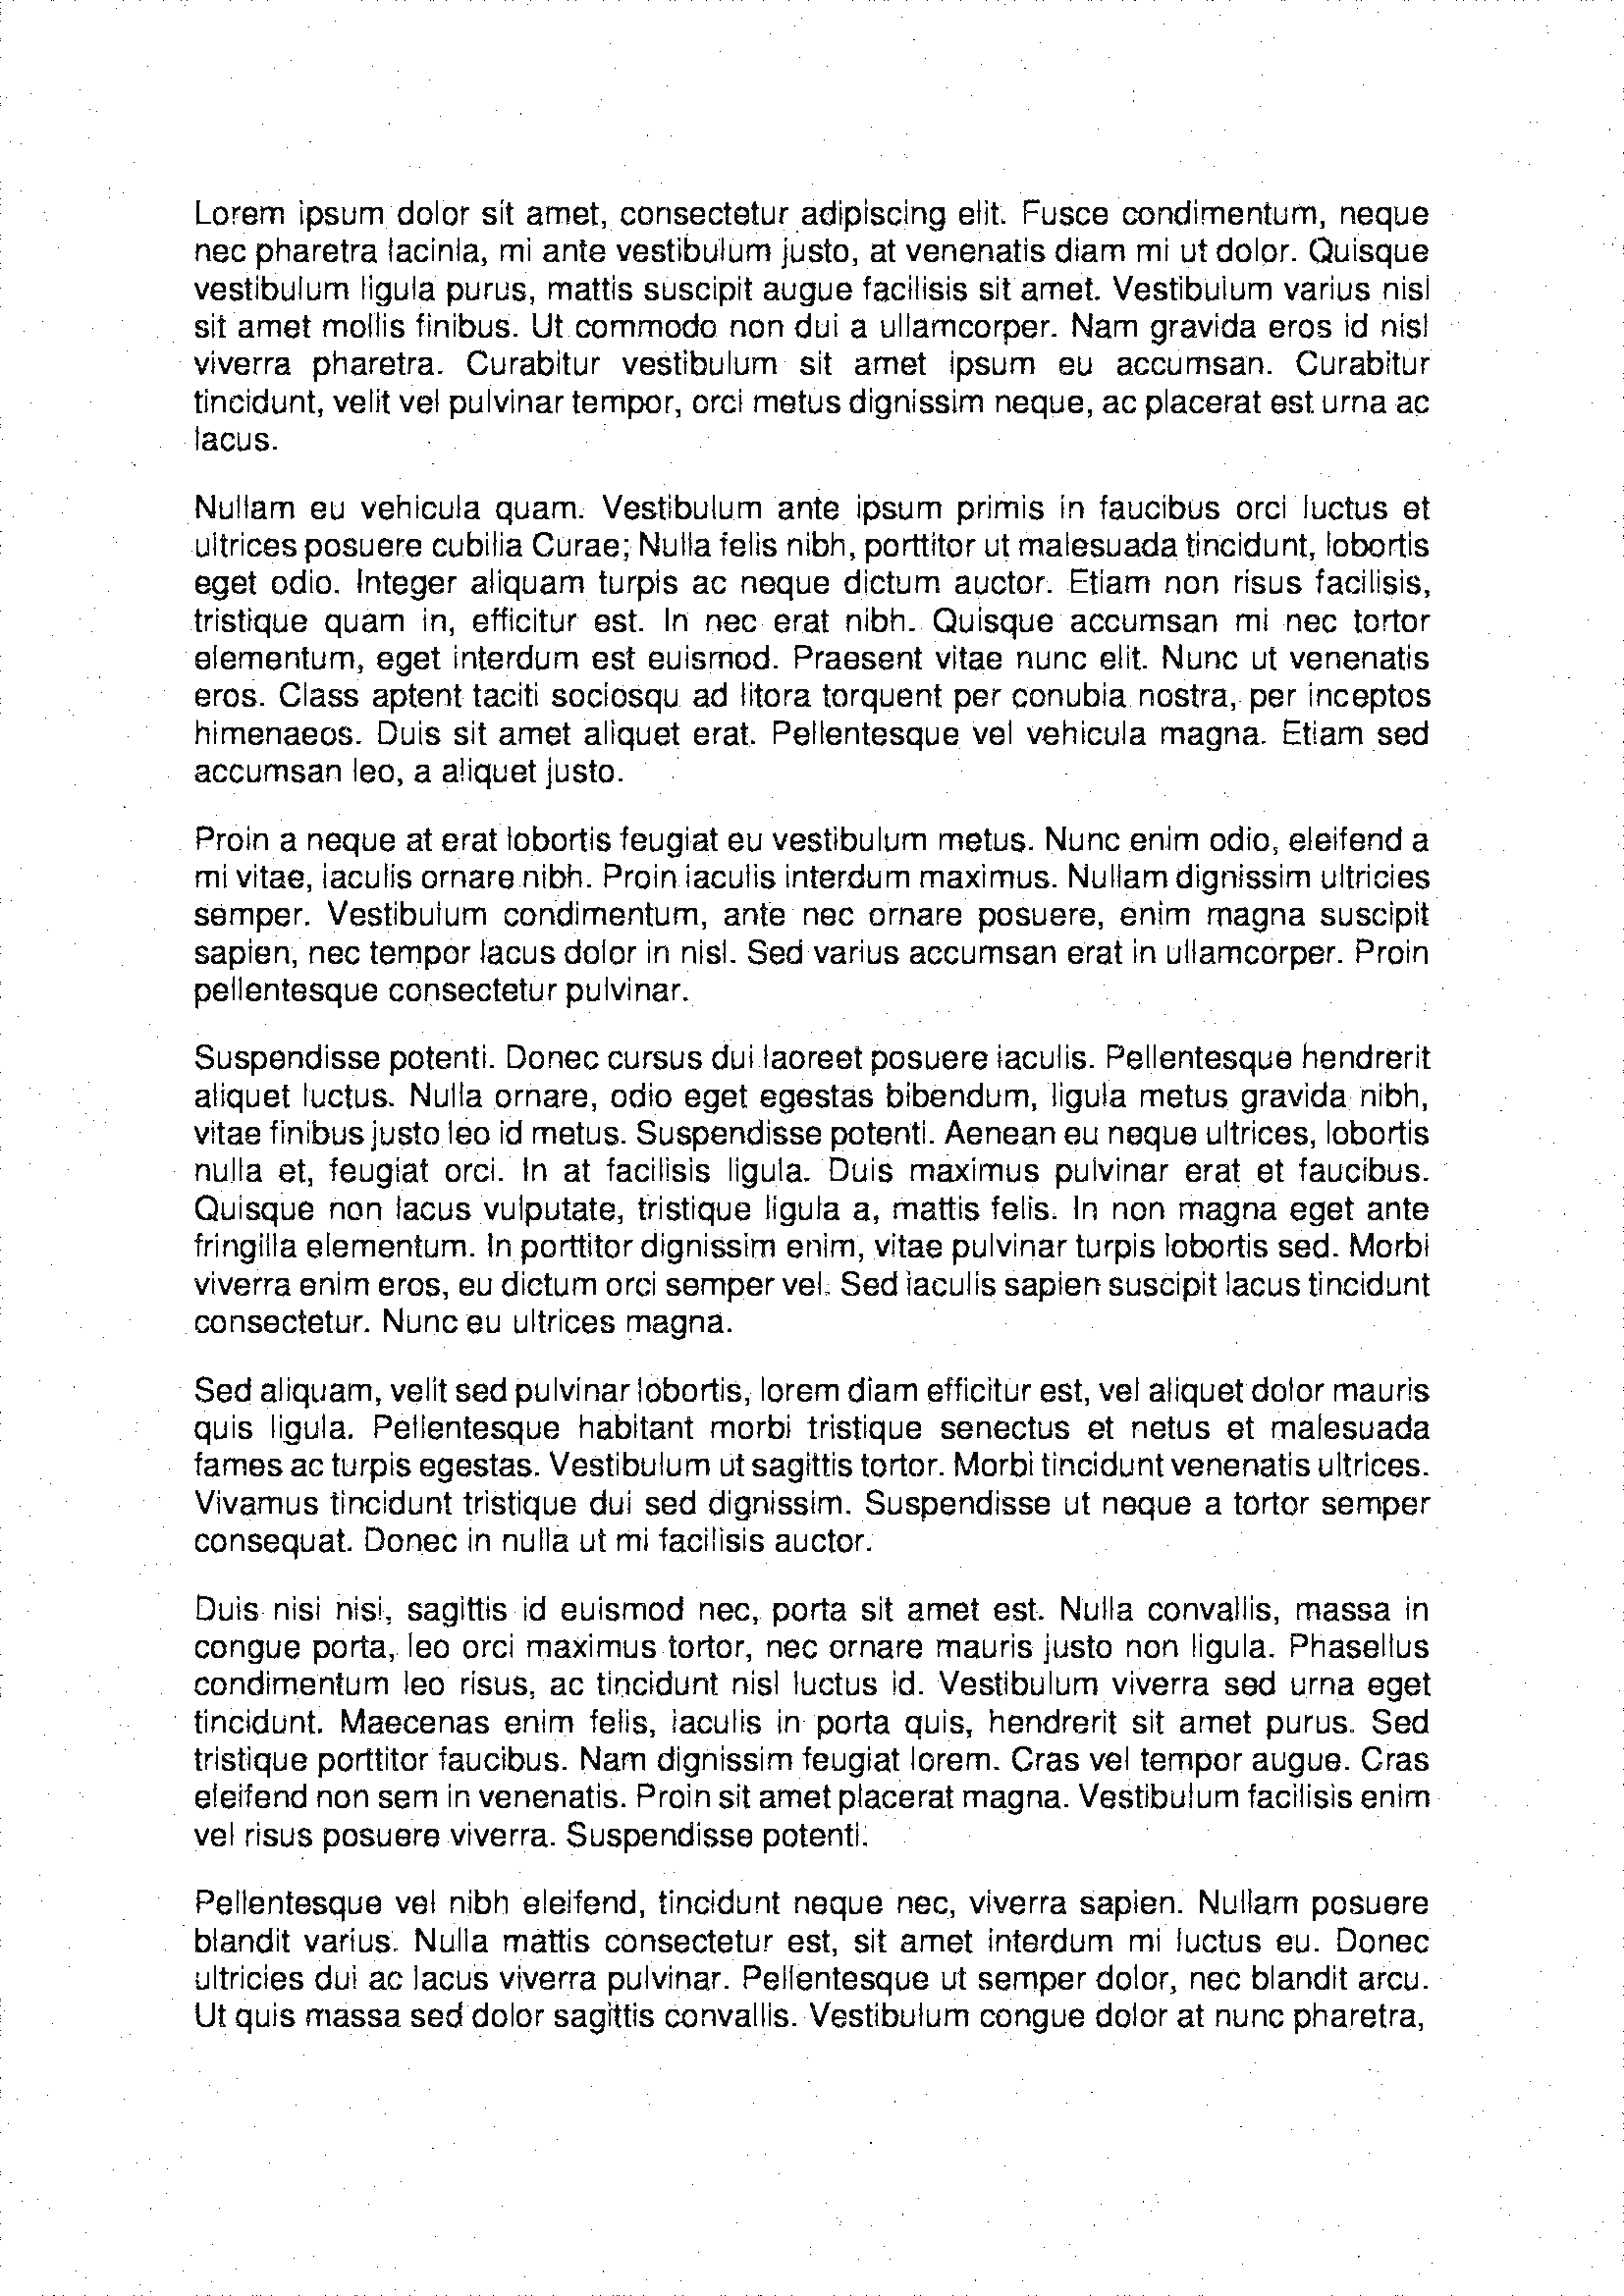 Lorem ipsum dolor sit amet, consectetur adipiscing elit. Fusce condimentum, neque
nec pharetra lacinia, mi ante vestibulum justo, at venenatis diam mi ut dolor. Quisque
vestibulum ligula purus, mattis suscipit augue facilisis sit amet. Vestibulum varius nisl
sit amet mollis finibus. Ut commodo non dui a ullamcorper. Nam gravida eros id nisl
viverra pharetra. Curabitur vestibulum sit amet ipsum eu accumsan. Curabitur
tincidunt, velit vel pulvinar tempor, orci metus dignissim neque, ac placerat est urna ac
lacus.
Nullam eu vehicula quam. Vestibulum ante ipsum primis in faucibus orci luctus et
ultrices posuere cubilia Curae; Nulla felis nibh, porttitor ut malesuada tincidunt, lobortis
eget odio. Integer aliquam turpis ac neque dictum auctor. Etiam non risus facilisis,
tristique quam in, efficitur est. In nec erat nibh. Quisque accumsan mi nec tortor
elementum, eget interdum est euismod. Praesent vitae nunc elit. Nunc ut venenatis
eros. Class aptent taciti sociosqu ad litora torquent per conubia nostra, per inceptos
himenaeos. Duis sit amet aliquet erat. Pellentesque vel vehicula magna. Etiam sed
accumsan leo, a aliquet justo.
Proin a neque at erat lobortis feugiat eu vestibulum metus. Nunc enim odio, eleifend a
mi vitae, iaculis ornare nibh. Proin iaculis interdum maximus. Nullam dignissim ultricies
semper. Vestibulum condimentum, ante nec ornare posuere, enim magna suscipit
sapien, nec tempor lacus dolor in nisl. Sed varius accumsan erat in ullamcorper. Proin
pellentesque consectetur pulvinar.
Suspendisse potenti. Donec cursus dui laoreet posuere iaculis. Pellentesque hendrerit
aliquet luctus. Nulla ornare, odio eget egestas bibendum, ligula metus gravida nibh,
vitae finibus justo leo id metus. Suspendisse potenti. Aenean eu neque ultrices, lobortis
nulla et, feugiat orci. In at facilisis ligula. Duis maximus pulvinar erat et faucibus.
Quisque non lacus vulputate, tristique ligula a, mattis felis. In non magna eget ante
fringilla elementum. In porttitor dignissim enim, vitae pulvinar turpis lobortis sed. Morbi
viverra enim eros, eu dictum orci semper vel. Sed iaculis sapien suscipit lacus tincidunt
consectetur. Nunc eu ultrices magna.
Sed aliquam, velit sed pulvinar lobortis, lorem diam efficitur est, vel aliquet dolor mauris
quis ligula. Pellentesque habitant morbi tristique senectus et netus et malesuada
fames ac turpis egestas. Vestibulum ut sagittis tortor. Morbi tincidunt venenatis ultrices.
Vivamus tincidunt tristique dui sed dignissim. Suspendisse ut neque a tortor semper
consequat. Donec in nulla ut mi facilisis auctor.
Duis nisi nisi, sagittis id euismod nec, porta sit amet est. Nulla convallis, massa in
congue porta, leo orci maximus tortor, nec ornare mauris justo non ligula. Phasellus
condimentum leo risus, ac tincidunt nisl luctus id. Vestibulum viverra sed urna eget
tincidunt. Maecenas enim felis, iaculis in porta quis, hendrerit sit amet purus. Sed
tristique porttitor faucibus. Nam dignissim feugiat lorem. Cras vel tempor augue. Cras
eleifend non sem in venenatis. Proin sit amet placerat magna. Vestibulum facilisis enim
vel risus posuere viverra. Suspendisse potenti.
Pellentesque vel nibh eleifend, tincidunt neque nec, viverra sapien. Nullam posuere
blandit varius. Nulla mattis consectetur est, sit amet interdum mi luctus eu. Donec
ultricies dui ac lacus viverra pulvinar. Pellentesque ut semper dolor, nec blandit arcu.
Ut quis massa sed dolor sagittis convallis. Vestibulum congue dolor at nunc pharetra,